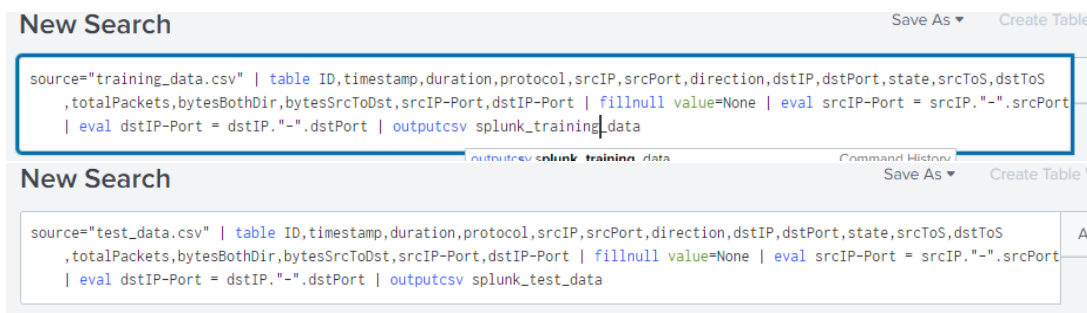 New Search
Save As ▾ Create Table
source="training_data.csv" | table ID,timestamp,duration,protocol,srcIP,srcPort,direction,dstIP,dstPort,state,srcToS,dstToS
,totalPackets,bytesBothDir,bytesSrcToDst,srcIP-Port,dstIP-Port | fillnull value=None | eval srcIP-Port = srcIP."-".srcPort
| eval dstIP-Port = dstIP."-".dstPort | outputcsv splunk_training_data
outputcsv splunk_training_data Command History
New Search
Save As ▾ Create Table
source="test_data.csv" | table ID,timestamp,duration,protocol,srcIP,srcPort,direction,dstIP,dstPort,state,srcToS,dstToS
,totalPackets,bytesBothDir,bytesSrcToDst,srcIP-Port,dstIP-Port | fillnull value=None | eval srcIP-Port = srcIP."-".srcPort
| eval dstIP-Port = dstIP."-".dstPort | outputcsv splunk_test_data